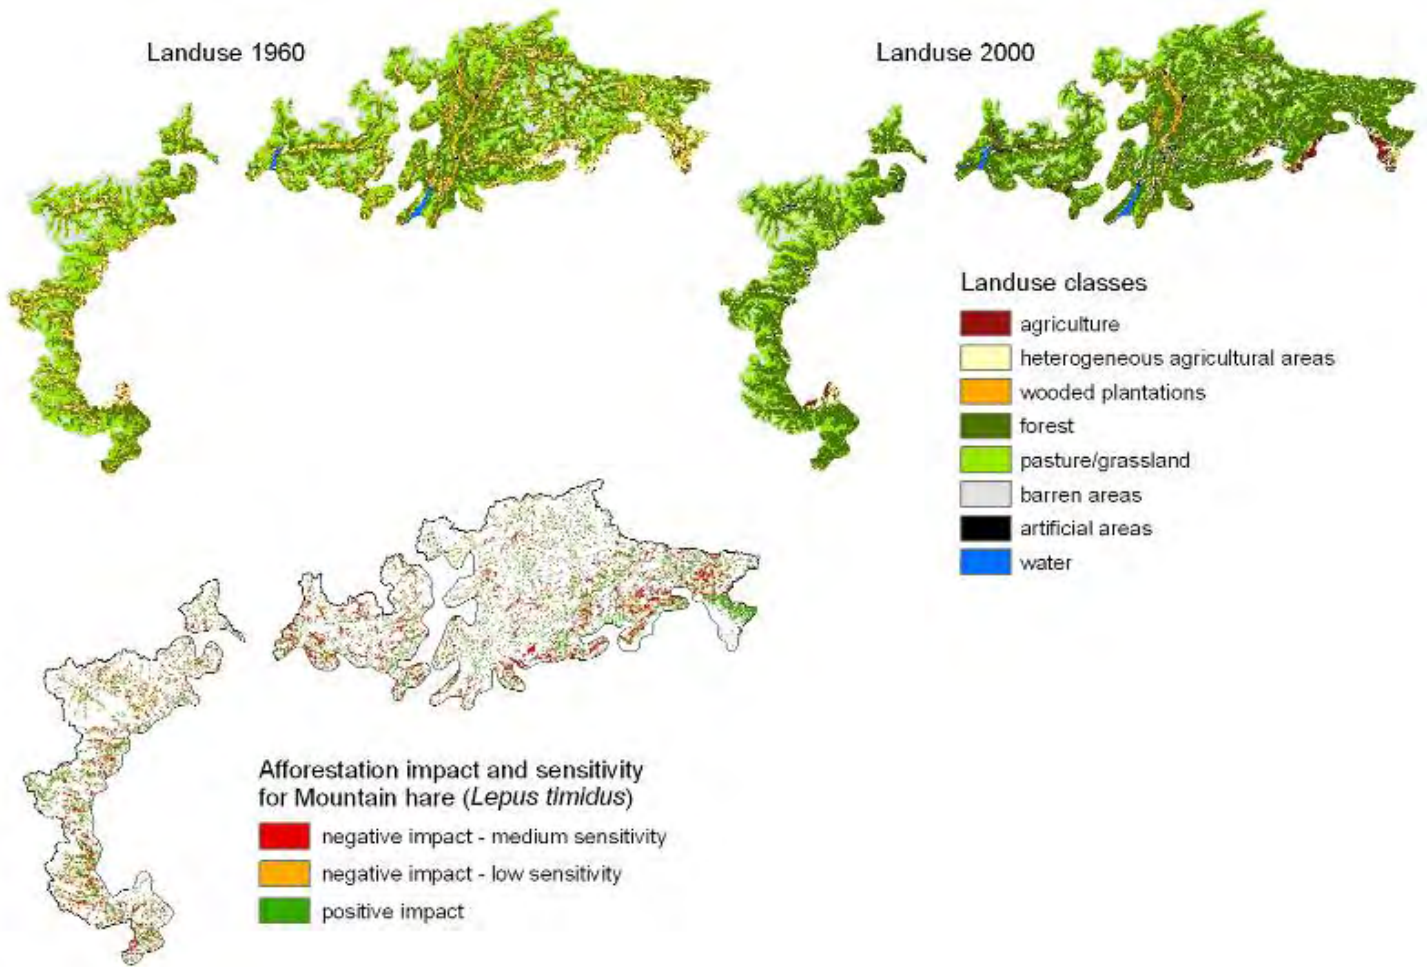 Landuse 1960
Landuse 2000
Landuse classes
agriculture
heterogeneous agricultural areas
wooded plantations
forest
pasture/grassland
barren areas
artificial areas
water
Afforestation impact and sensitivity
for Mountain hare (Lepus timidus)
negative impact - medium sensitivity
negative impact - low sensitivity
positive impact